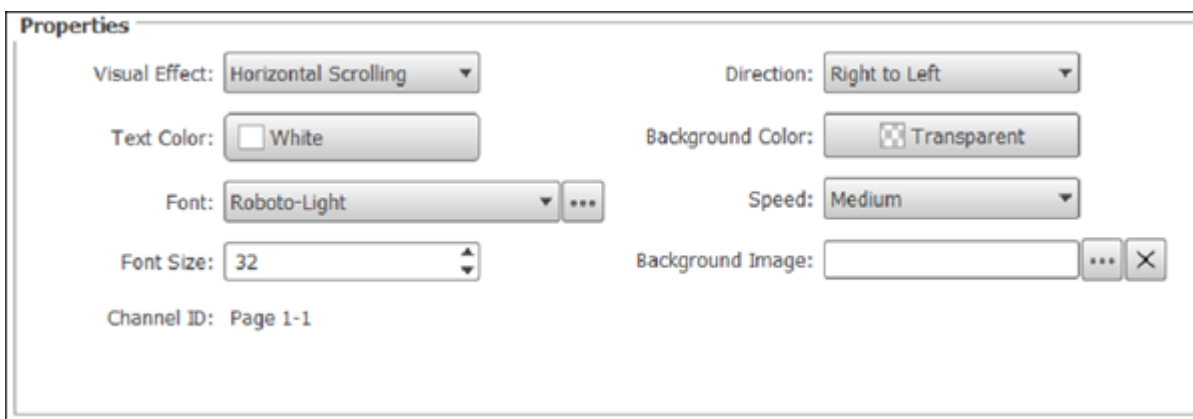 Properties
Visual Effect: Horizontal Scrolling Direction: Right to Left
Text Color: White Background Color: Transparent
Font: Roboto-Light ... Speed: Medium
Font Size: 32 Background Image: ...
Channel ID: Page 1-1